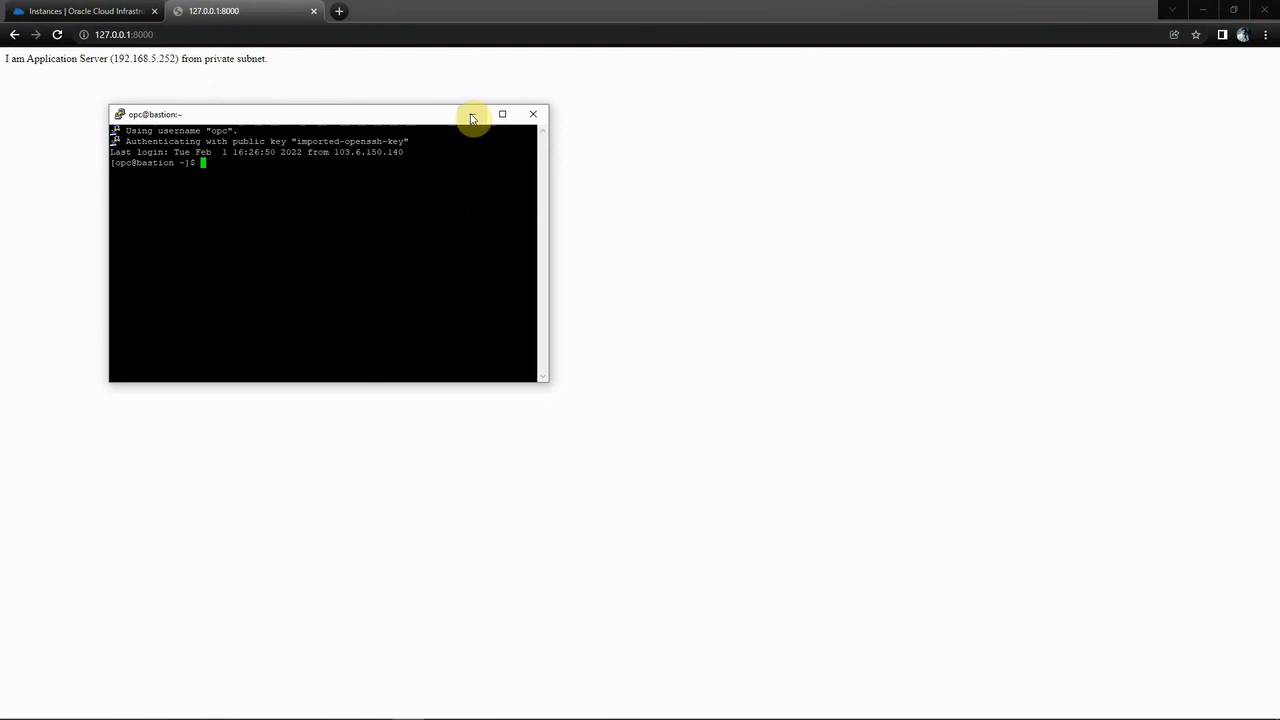 Instances | Oracle Cloud Infrastru
127.0.0.1:8000
127.0.0.1:8000
I am Application Server (192.168.5.252) from private subnet.
opc@bastion:~
Using username "opc".
Authenticating with public key "imported-openssh-key"
Last login: Tue Feb  1 16:26:50 2022 from 103.6.150.140
[opc@bastion ~]$